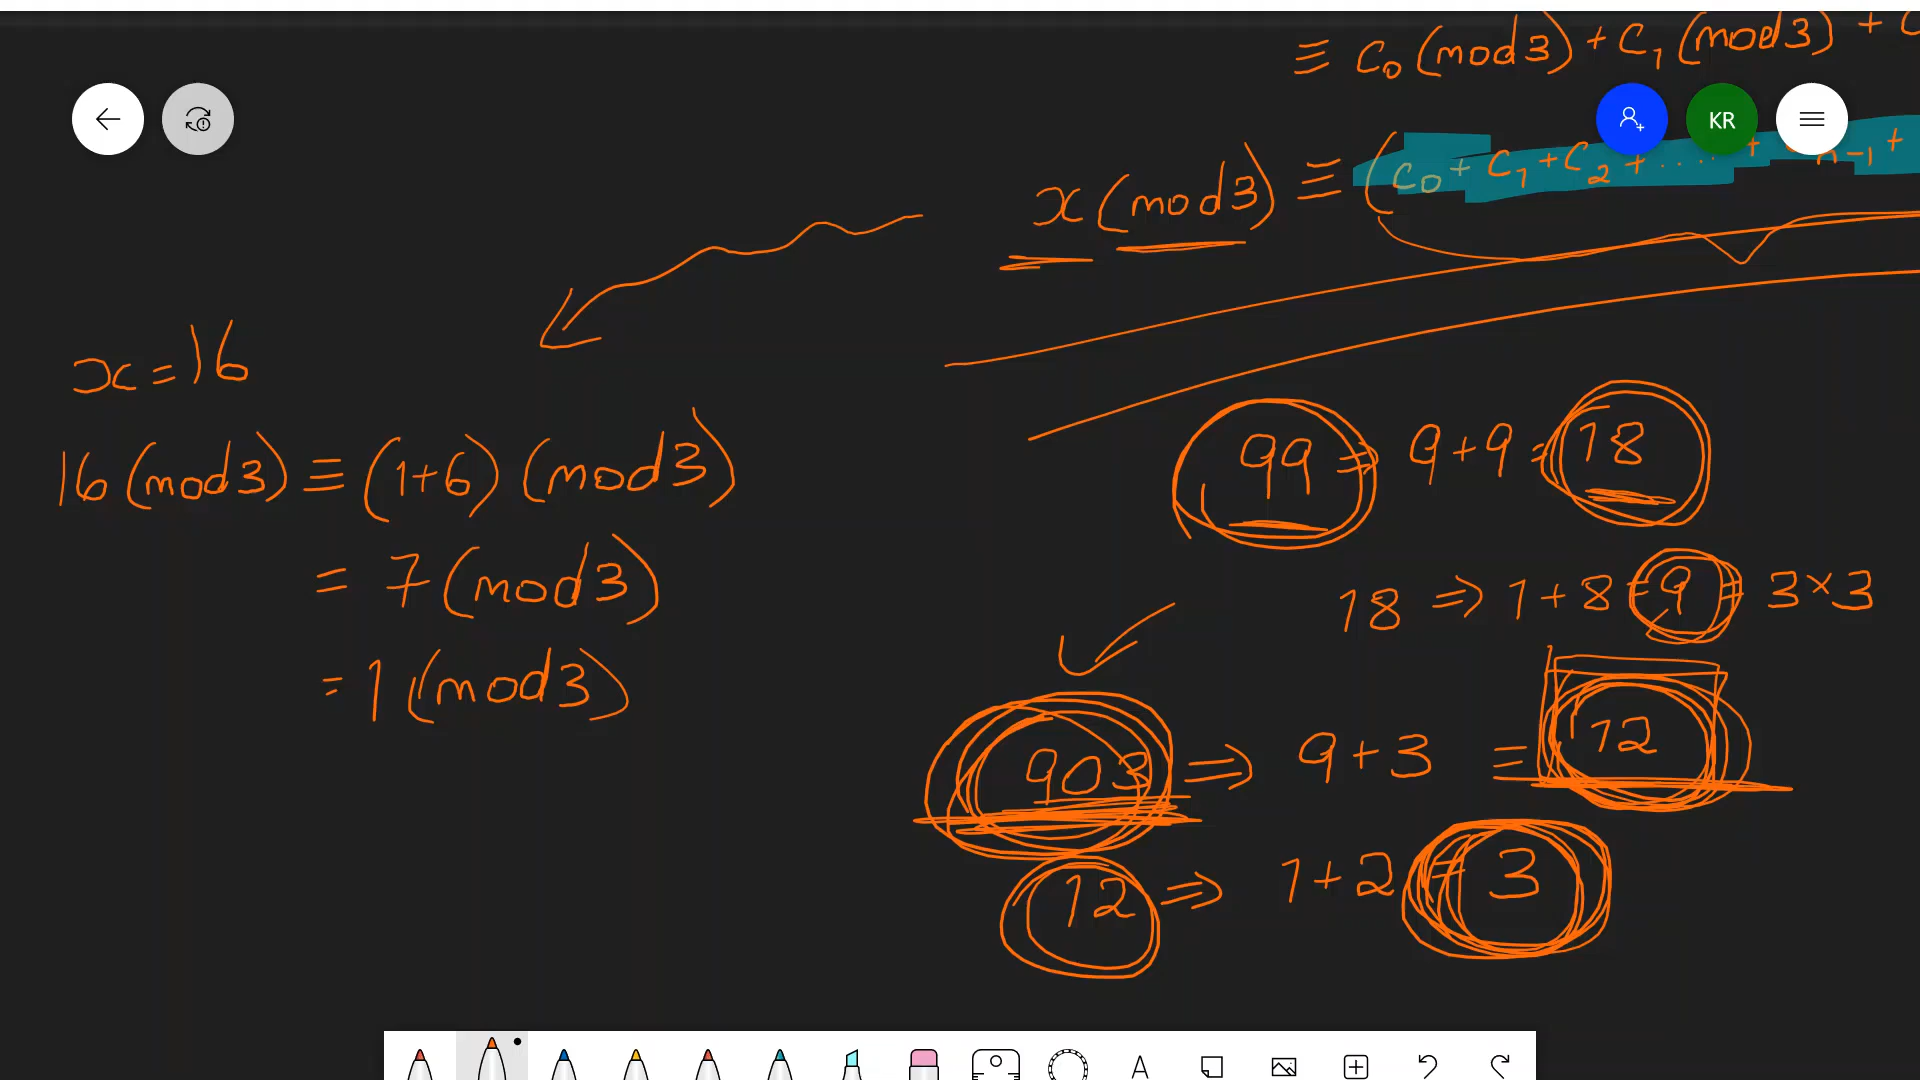 ≡ C₀ (mod 3) + C₁ (mod 3) +
KR
x (mod 3) ≡ (C₀ + C₁ + C₂ + ..... + n-1 +
x = 16
16 (mod 3) ≡ (1+6) (mod 3)
= 7 (mod 3)
= 1 (mod 3)
99 ⇒ 9+9 = 18
18 ⇒ 1+8 = 9 = 3×3
903 ⇒ 9+3 = 12
12 ⇒ 1+2 = 3